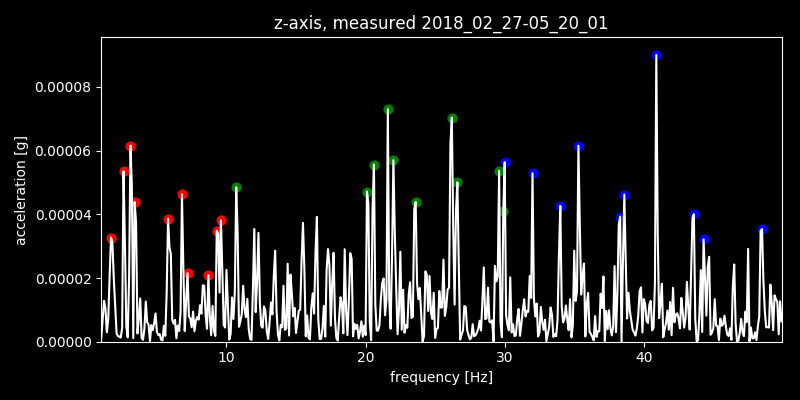 z-axis, measured 2018_02_27-05_20_01
acceleration [g]
0.00008
0.00006
0.00004
0.00002
0.00000
10 20 30 40
frequency [Hz]